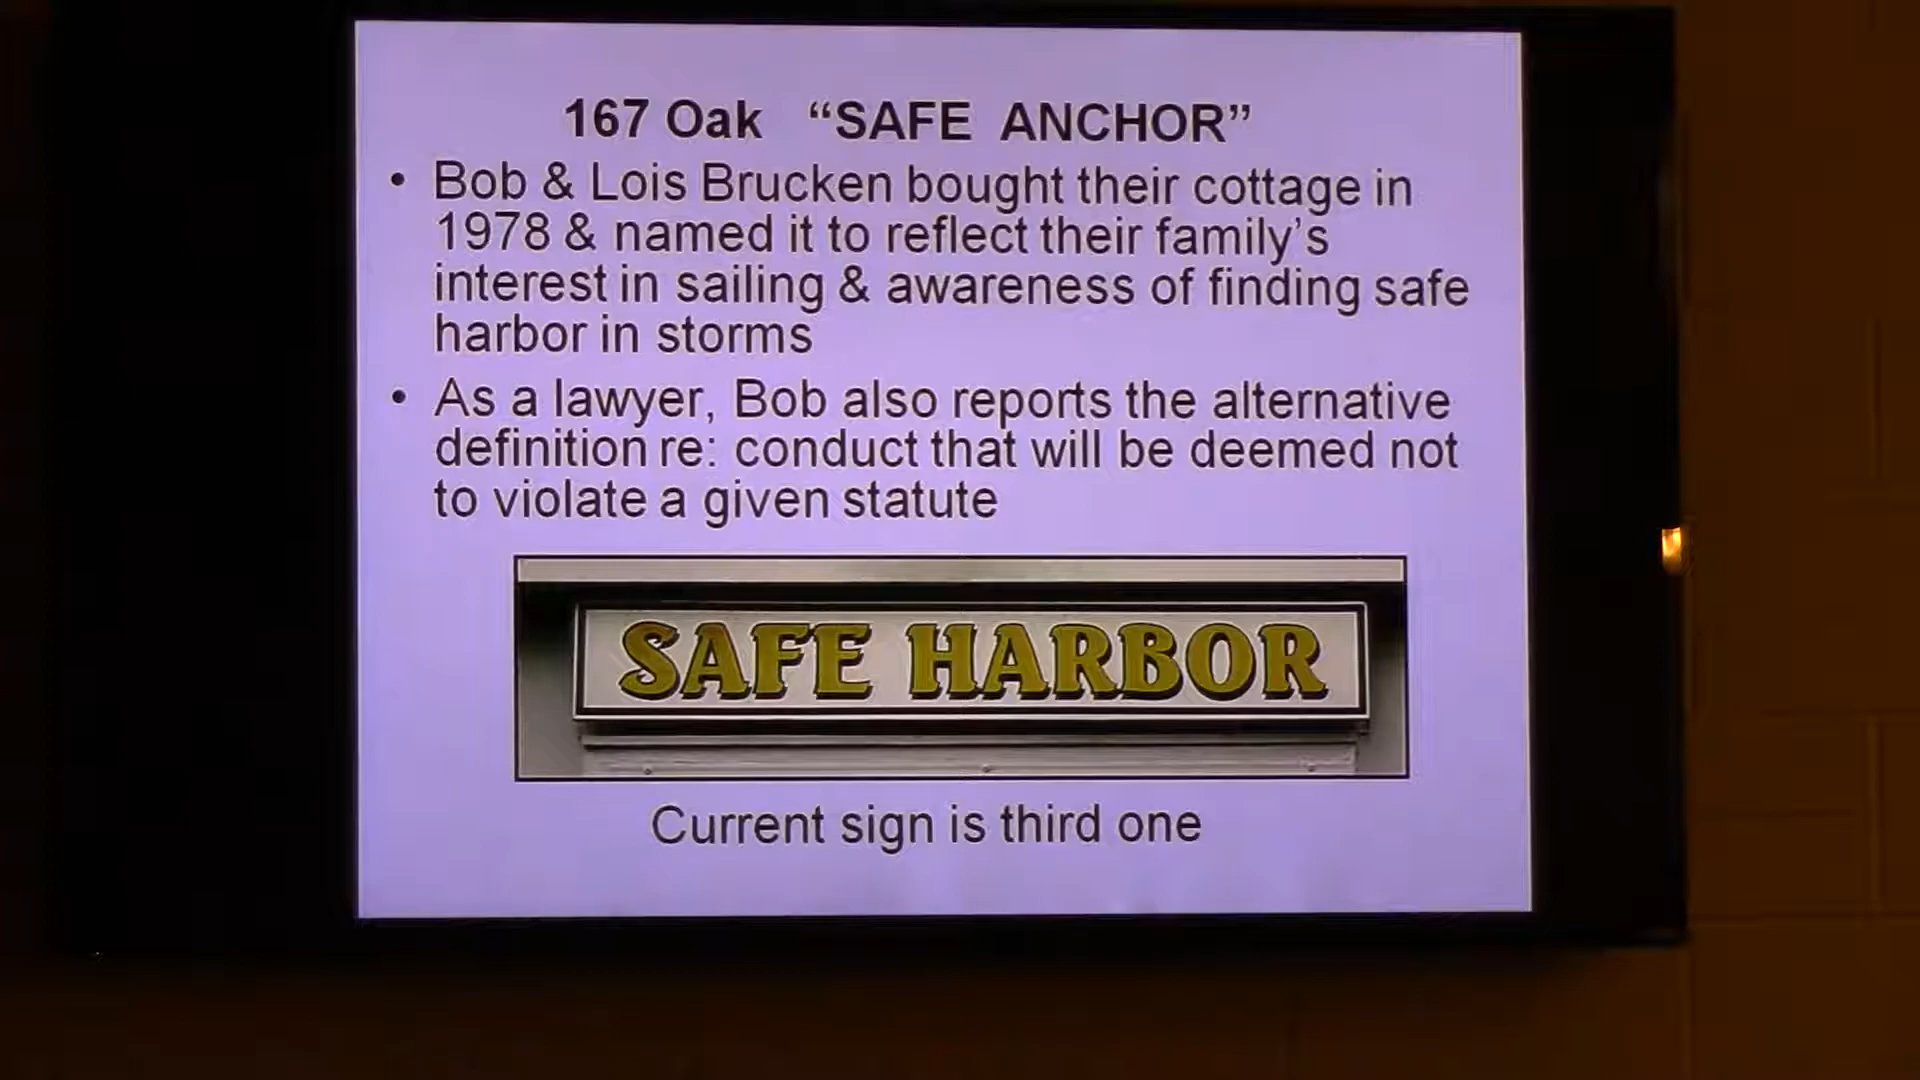 167 Oak “SAFE ANCHOR”
• Bob & Lois Brucken bought their cottage in
1978 & named it to reflect their family’s
interest in sailing & awareness of finding safe
harbor in storms
• As a lawyer, Bob also reports the alternative
definition re: conduct that will be deemed not
to violate a given statute
SAFE HARBOR
Current sign is third one